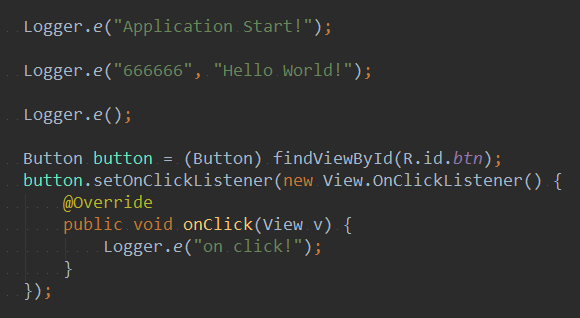 Logger.e("Application Start!");
Logger.e("666666", "Hello World!");
Logger.e();
Button button = (Button) findViewById(R.id.btn);
button.setOnClickListener(new View.OnClickListener() {
    @Override
    public void onClick(View v) {
        Logger.e("on click!");
    }
});